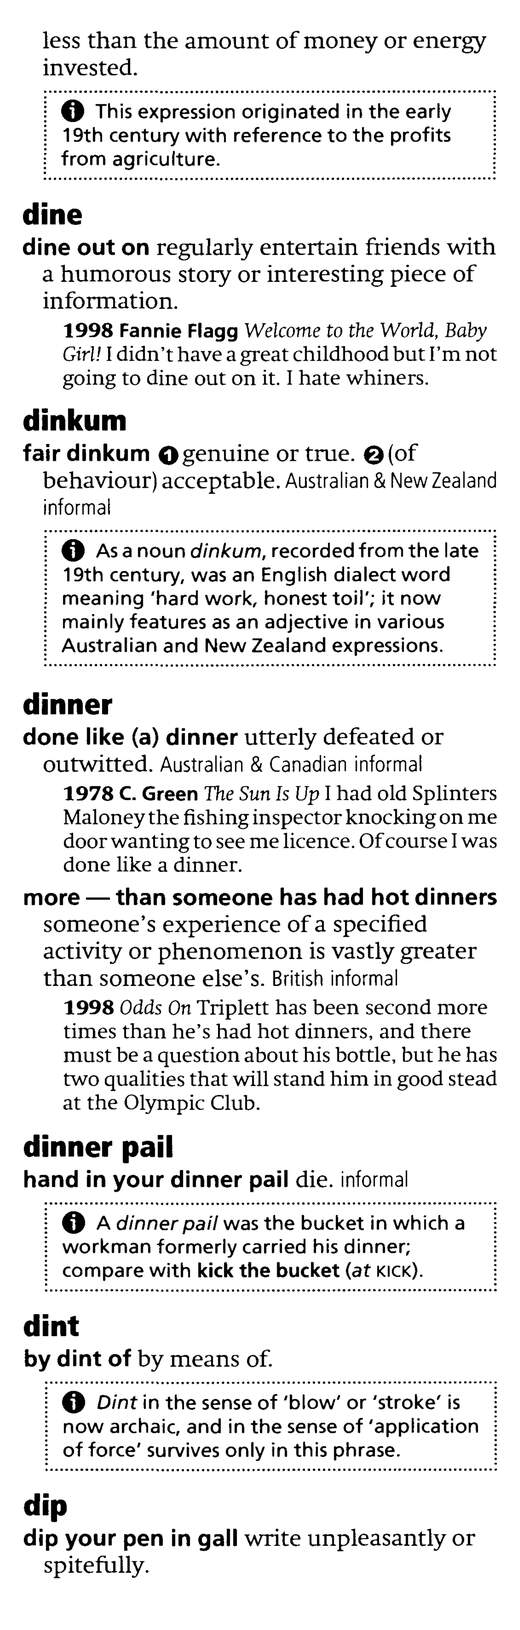 less than the amount of money or energy
invested.
i This expression originated in the early
19th century with reference to the profits
from agriculture.
dine
dine out on regularly entertain friends with
a humorous story or interesting piece of
information.
1998 Fannie Flagg Welcome to the World, Baby
Girl! I didn't have a great childhood but I'm not
going to dine out on it. I hate whiners.
dinkum
fair dinkum ❶ genuine or true. ❷ (of
behaviour) acceptable. Australian & New Zealand
informal
i As a noun dinkum, recorded from the late
19th century, was an English dialect word
meaning 'hard work, honest toil'; it now
mainly features as an adjective in various
Australian and New Zealand expressions.
dinner
done like (a) dinner utterly defeated or
outwitted. Australian & Canadian informal
1978 C. Green The Sun Is Up I had old Splinters
Maloney the fishing inspector knocking on me
door wanting to see me licence. Of course I was
done like a dinner.
more — than someone has had hot dinners
someone's experience of a specified
activity or phenomenon is vastly greater
than someone else's. British informal
1998 Odds On Triplett has been second more
times than he's had hot dinners, and there
must be a question about his bottle, but he has
two qualities that will stand him in good stead
at the Olympic Club.
dinner pail
hand in your dinner pail die. informal
i A dinner pail was the bucket in which a
workman formerly carried his dinner;
compare with kick the bucket (at KICK).
dint
by dint of by means of.
i Dint in the sense of 'blow' or 'stroke' is
now archaic, and in the sense of 'application
of force' survives only in this phrase.
dip
dip your pen in gall write unpleasantly or
spitefully.